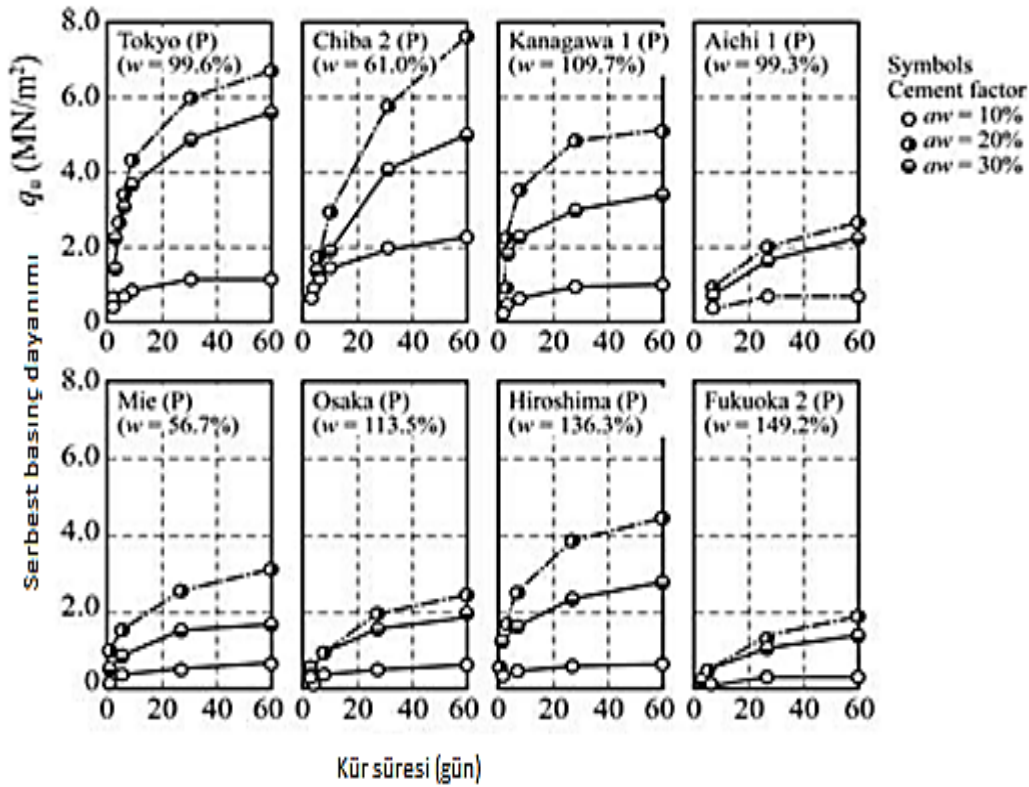 Serbest basınç dayanımı qu (MN/m²)
8.0
6.0
4.0
2.0
0
Tokyo (P)
(w = 99.6%)
0 20 40 60
Chiba 2 (P)
(w = 61.0%)
0 20 40 60
Kanagawa 1 (P)
(w = 109.7%)
0 20 40 60
Aichi 1 (P)
(w = 99.3%)
0 20 40 60
Symbols
Cement factor
aw = 10%
aw = 20%
aw = 30%
8.0
6.0
4.0
2.0
0
Mie (P)
(w = 56.7%)
0 20 40 60
Osaka (P)
(w = 113.5%)
0 20 40 60
Hiroshima (P)
(w = 136.3%)
0 20 40 60
Fukuoka 2 (P)
(w = 149.2%)
0 20 40 60
Kür süresi (gün)